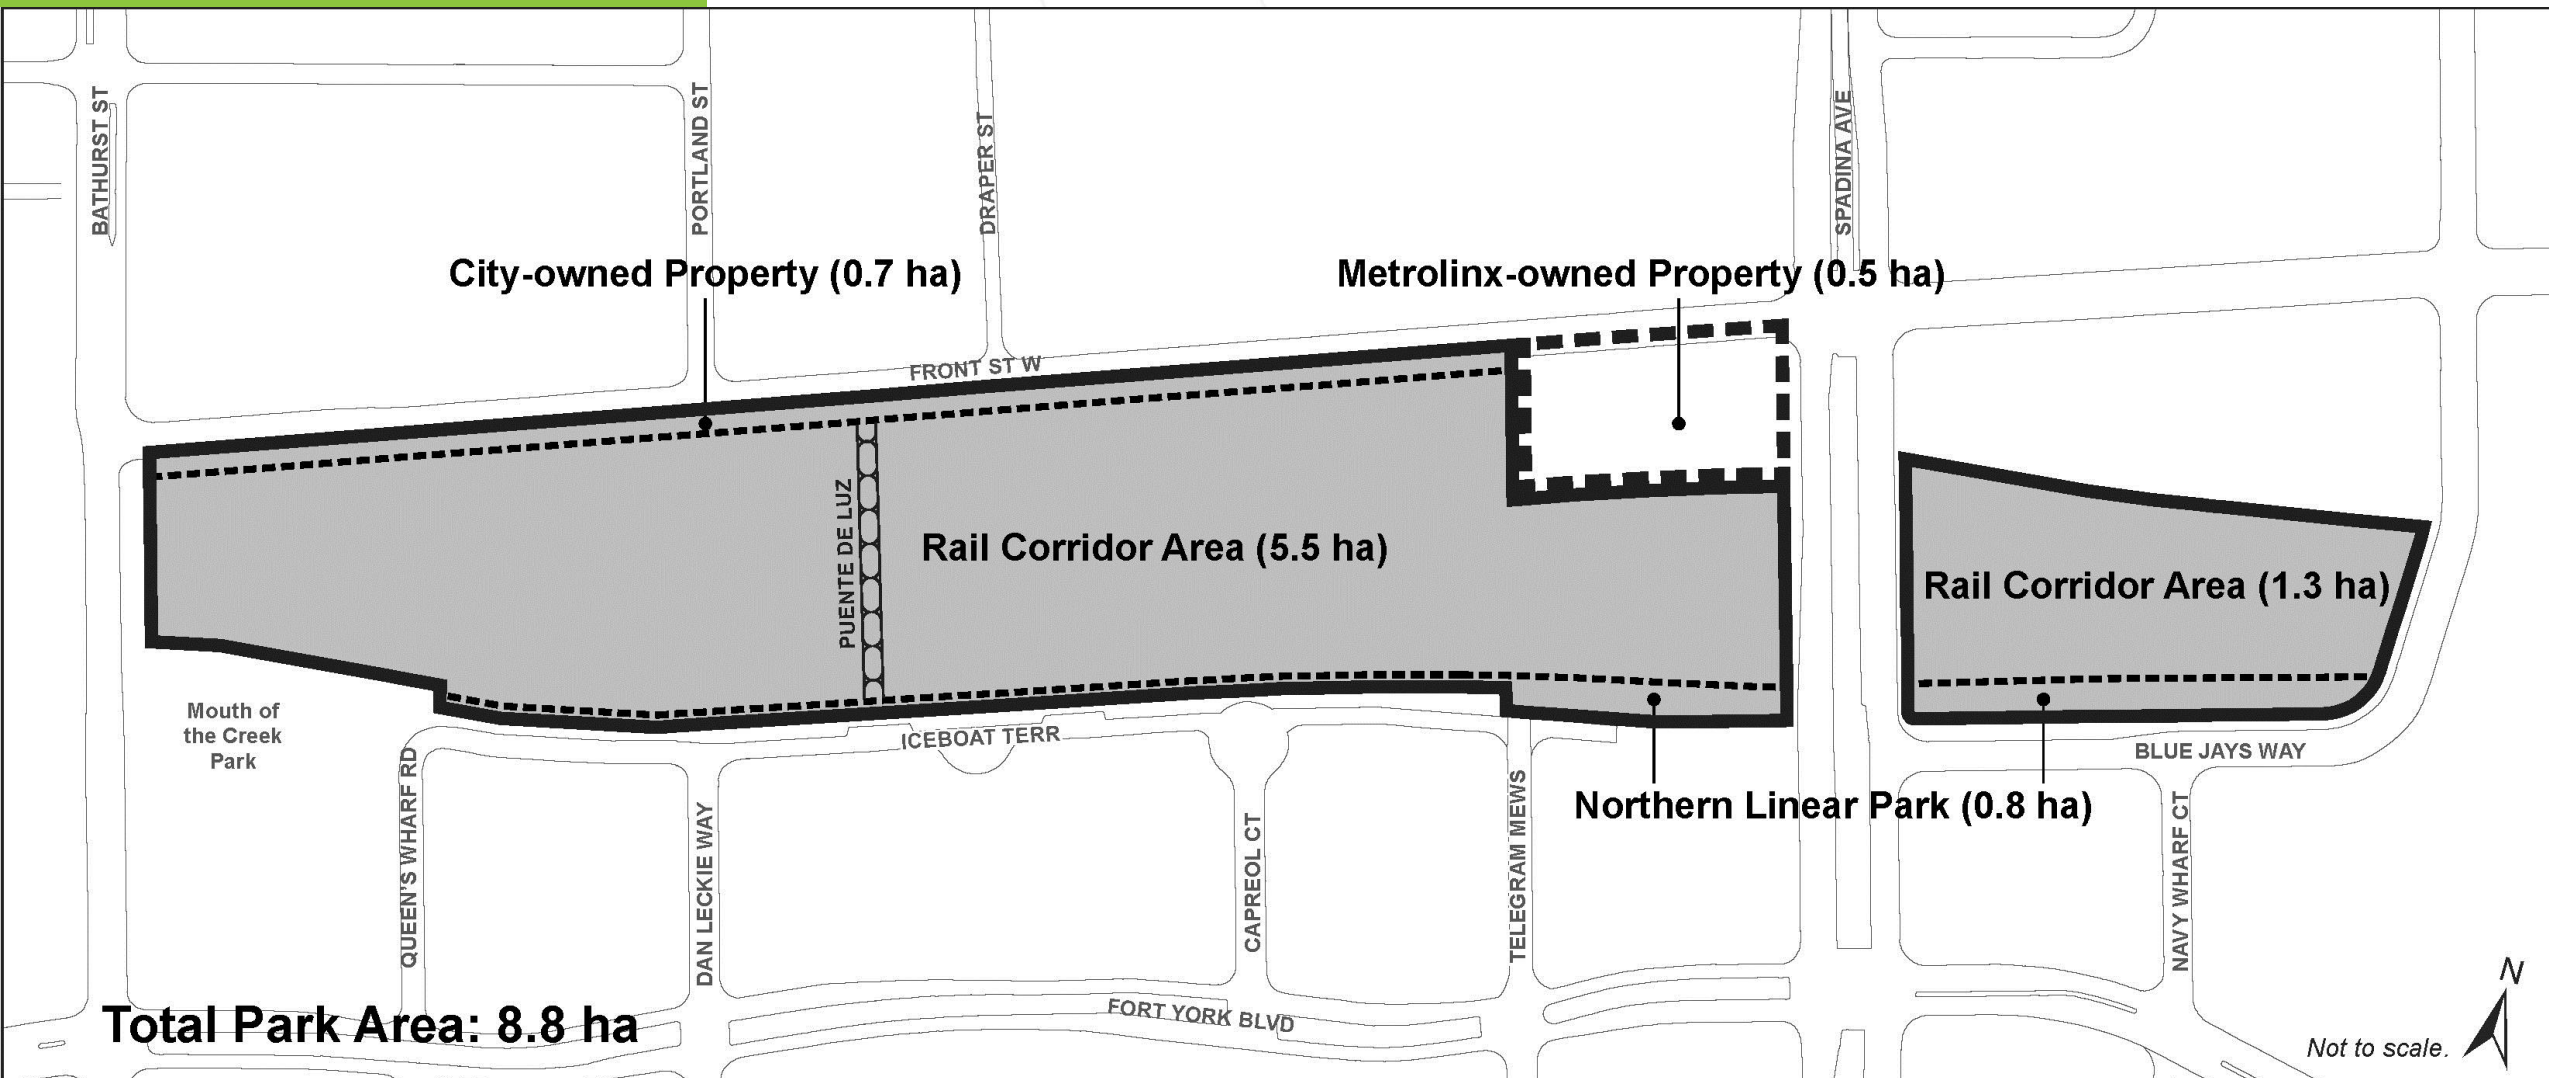 BATHURST ST
PORTLAND ST
DRAPER ST
SPADINA AVE
City-owned Property (0.7 ha)
Metrolinx-owned Property (0.5 ha)
FRONT ST W
PUENTE DE LUZ
Rail Corridor Area (5.5 ha)
Rail Corridor Area (1.3 ha)
Mouth of
the Creek
Park
ICEBOAT TERR
BLUE JAYS WAY
Northern Linear Park (0.8 ha)
QUEEN'S WHARF RD
DAN LECKIE WAY
CAPREOL CT
TELEGRAM MEWS
NAVY WHARF CT
N
FORT YORK BLVD
Total Park Area: 8.8 ha
Not to scale.